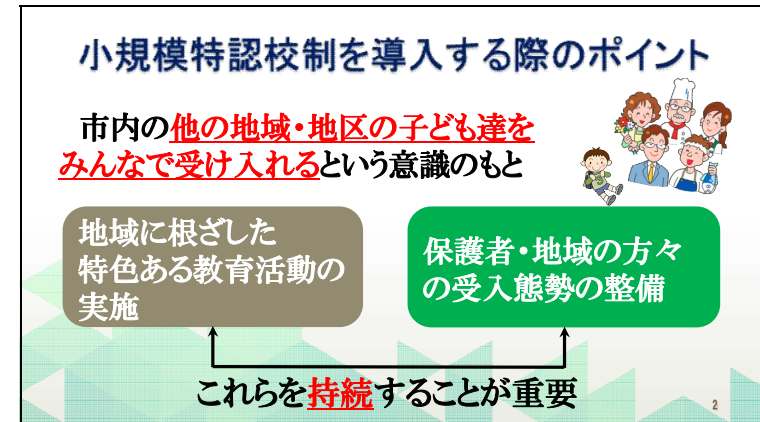 小規模特認校制を導入する際のポイント
市内の他の地域・地区の子ども達を
みんなで受け入れるという意識のもと
地域に根ざした
特色ある教育活動の
実施
保護者・地域の方々
の受入態勢の整備
これらを持続することが重要
2